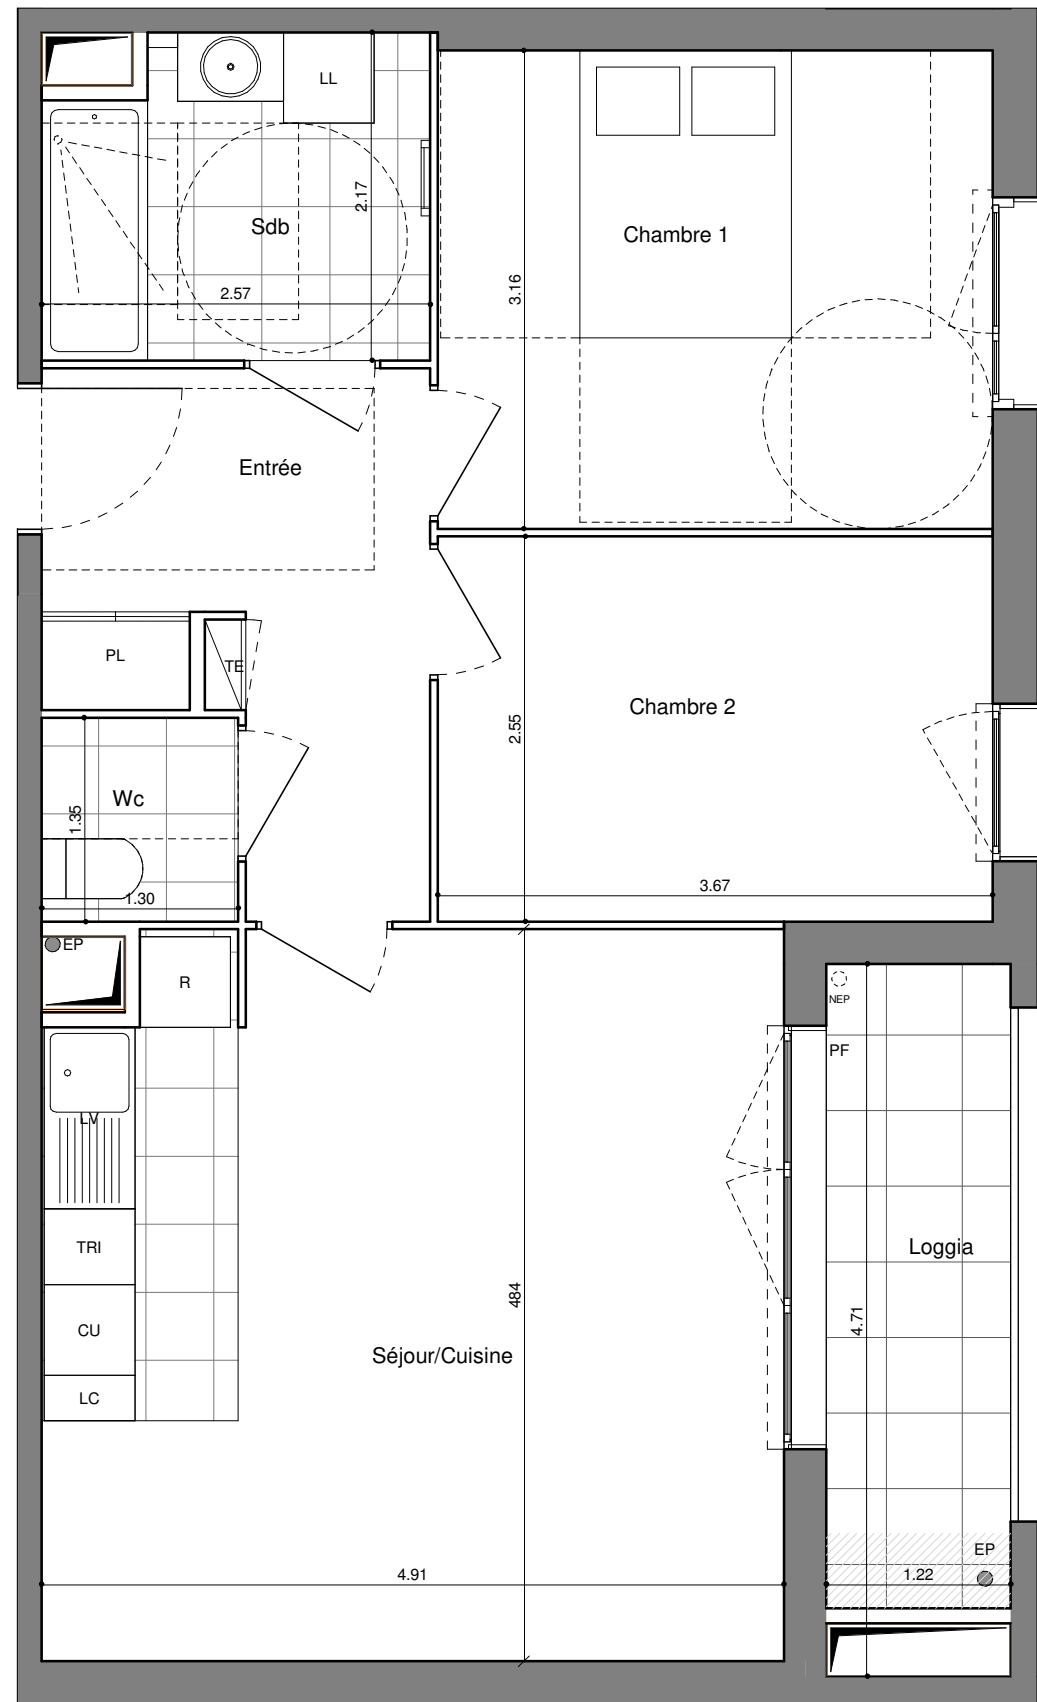 LL
2.17
Sdb
Chambre 1
2.57
3.16
Entrée
PL
TE
Chambre 2
2.55
Wc
1.35
3.67
1.30
EP
R
NEP
PF
LV
TRI
Loggia
484
4.71
CU
Séjour/Cuisine
LC
EP
4.91
1.22